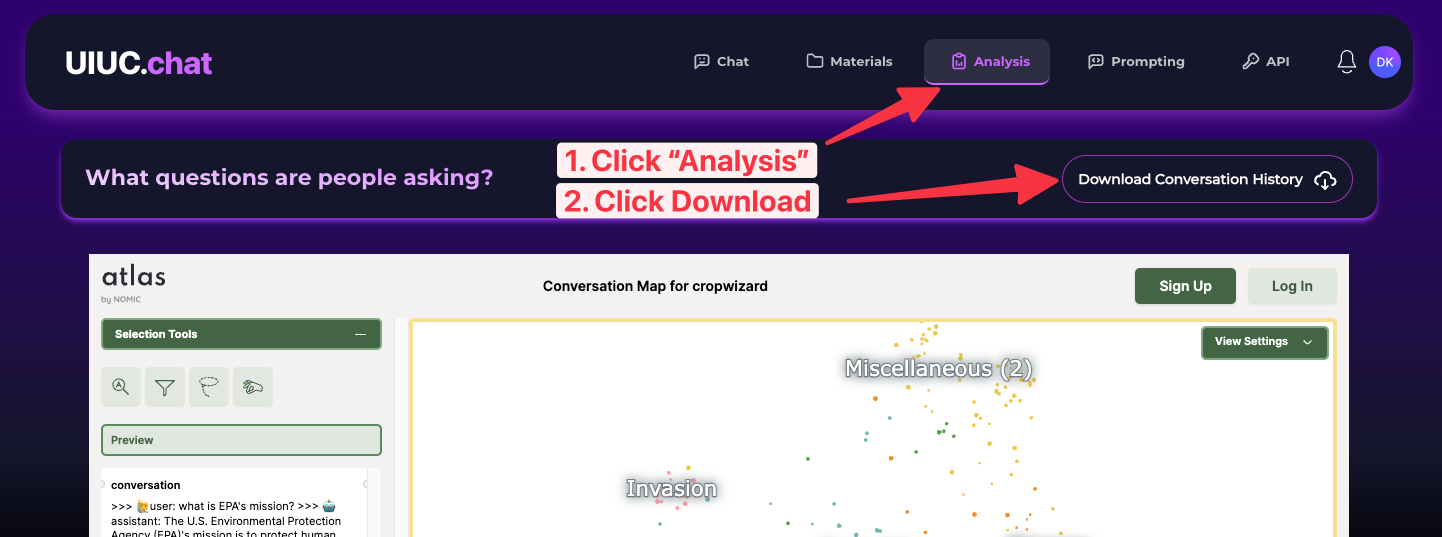 UIUC.chat
Chat
Materials
Analysis
Prompting
API
DK
What questions are people asking?
1. Click “Analysis”
2. Click Download
Download Conversation History
atlas
by NOMIC
Conversation Map for cropwizard
Sign Up
Log In
Selection Tools
View Settings
A
Preview
Miscellaneous (2)
Invasion
conversation
>>> 🙋user: what is EPA's mission? >>> 🤖
assistant: The U.S. Environmental Protection
Agency (EPA)'s mission is to protect human